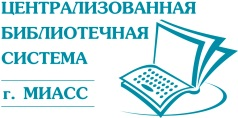 ЦЕНТРАЛИЗОВАННАЯ
БИБЛИОТЕЧНАЯ
СИСТЕМА
г. МИАСС